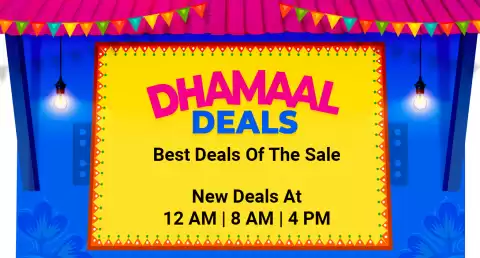 DHAMAAL
DEALS
Best Deals Of The Sale
New Deals At
12 AM | 8 AM | 4 PM